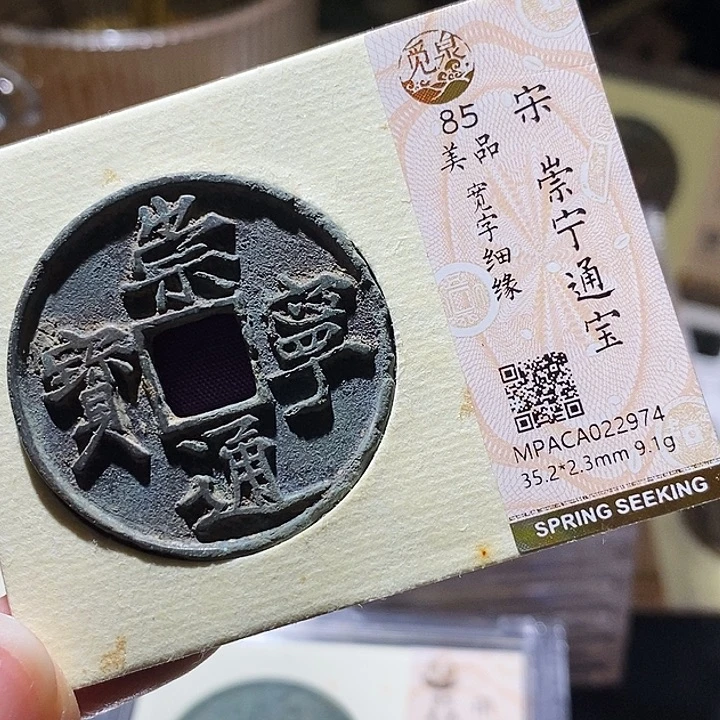 崇寧通寶
觅泉
85
美品
宽字细缘
宋 崇宁通宝
MPACA022974
35.2*2.3mm 9.1g
SPRING SEEKING